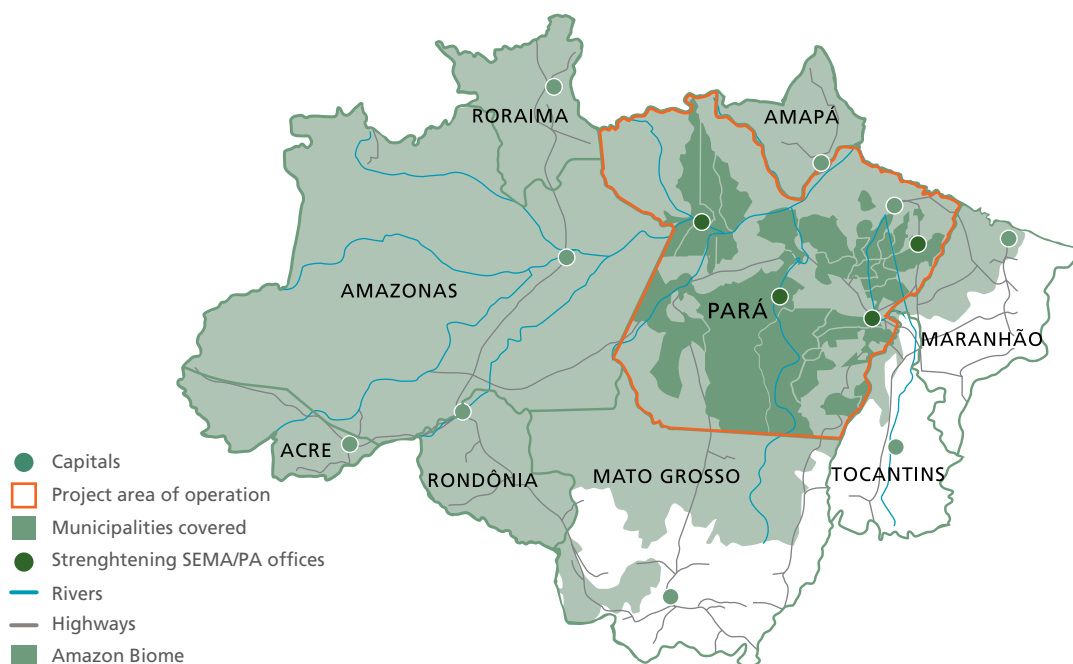 RORAIMA
AMAPÁ
AMAZONAS
PARÁ
MARANHÃO
ACRE
RONDÔNIA
MATO GROSSO
TOCANTINS
Capitals
Project area of operation
Municipalities covered
Strenghtening SEMA/PA offices
Rivers
Highways
Amazon Biome